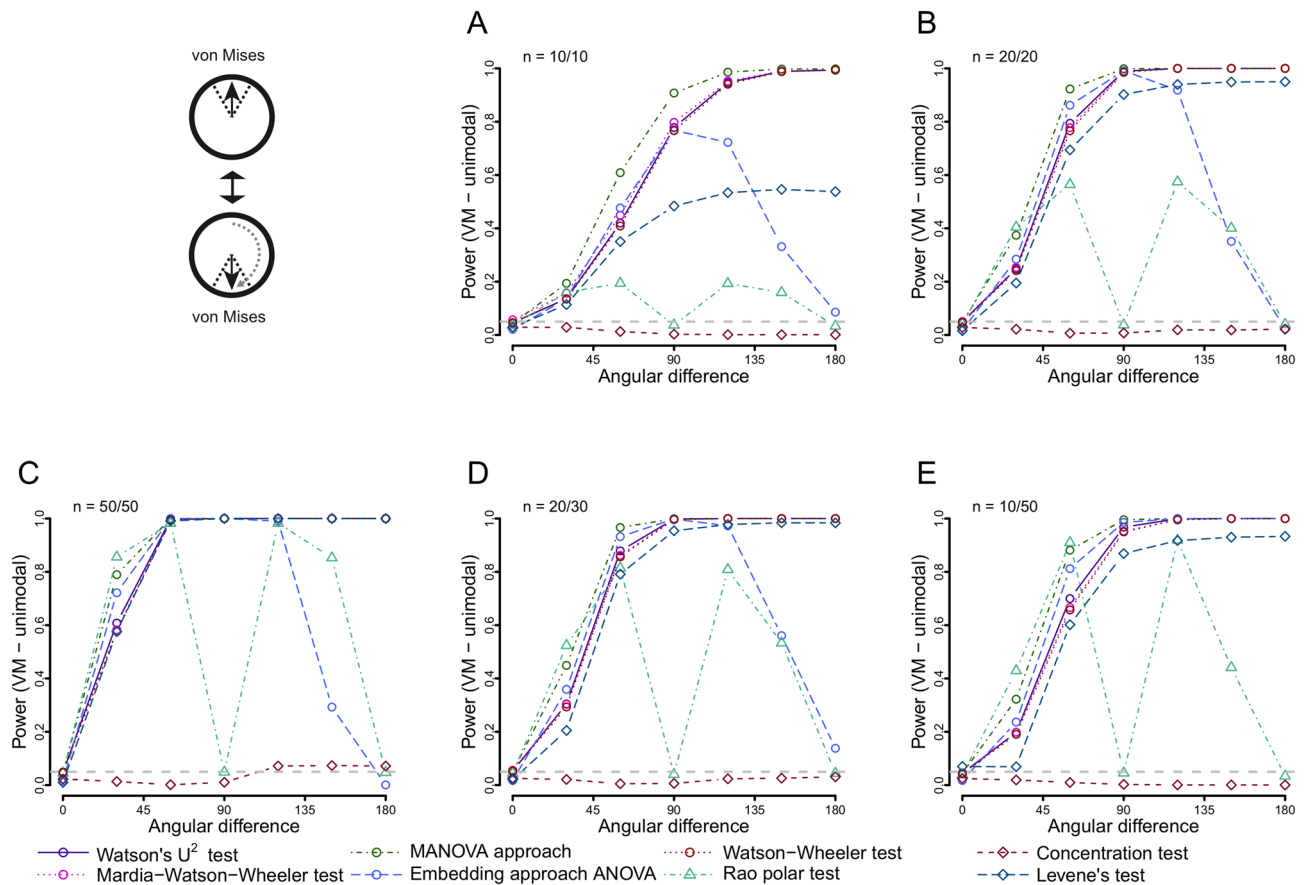 von Mises
von Mises
A
n = 10/10
Power (VM − unimodal)
0.0 0.2 0.4 0.6 0.8 1.0
0 45 90 135 180
Angular difference
B
n = 20/20
Power (VM − unimodal)
0.0 0.2 0.4 0.6 0.8 1.0
0 45 90 135 180
Angular difference
C
n = 50/50
Power (VM − unimodal)
0.0 0.2 0.4 0.6 0.8 1.0
0 45 90 135 180
Angular difference
D
n = 20/30
Power (VM − unimodal)
0.0 0.2 0.4 0.6 0.8 1.0
0 45 90 135 180
Angular difference
E
n = 10/50
Power (VM − unimodal)
0.0 0.2 0.4 0.6 0.8 1.0
0 45 90 135 180
Angular difference
Watson's U² test
MANOVA approach
Watson−Wheeler test
Concentration test
Mardia−Watson−Wheeler test
Embedding approach ANOVA
Rao polar test
Levene's test